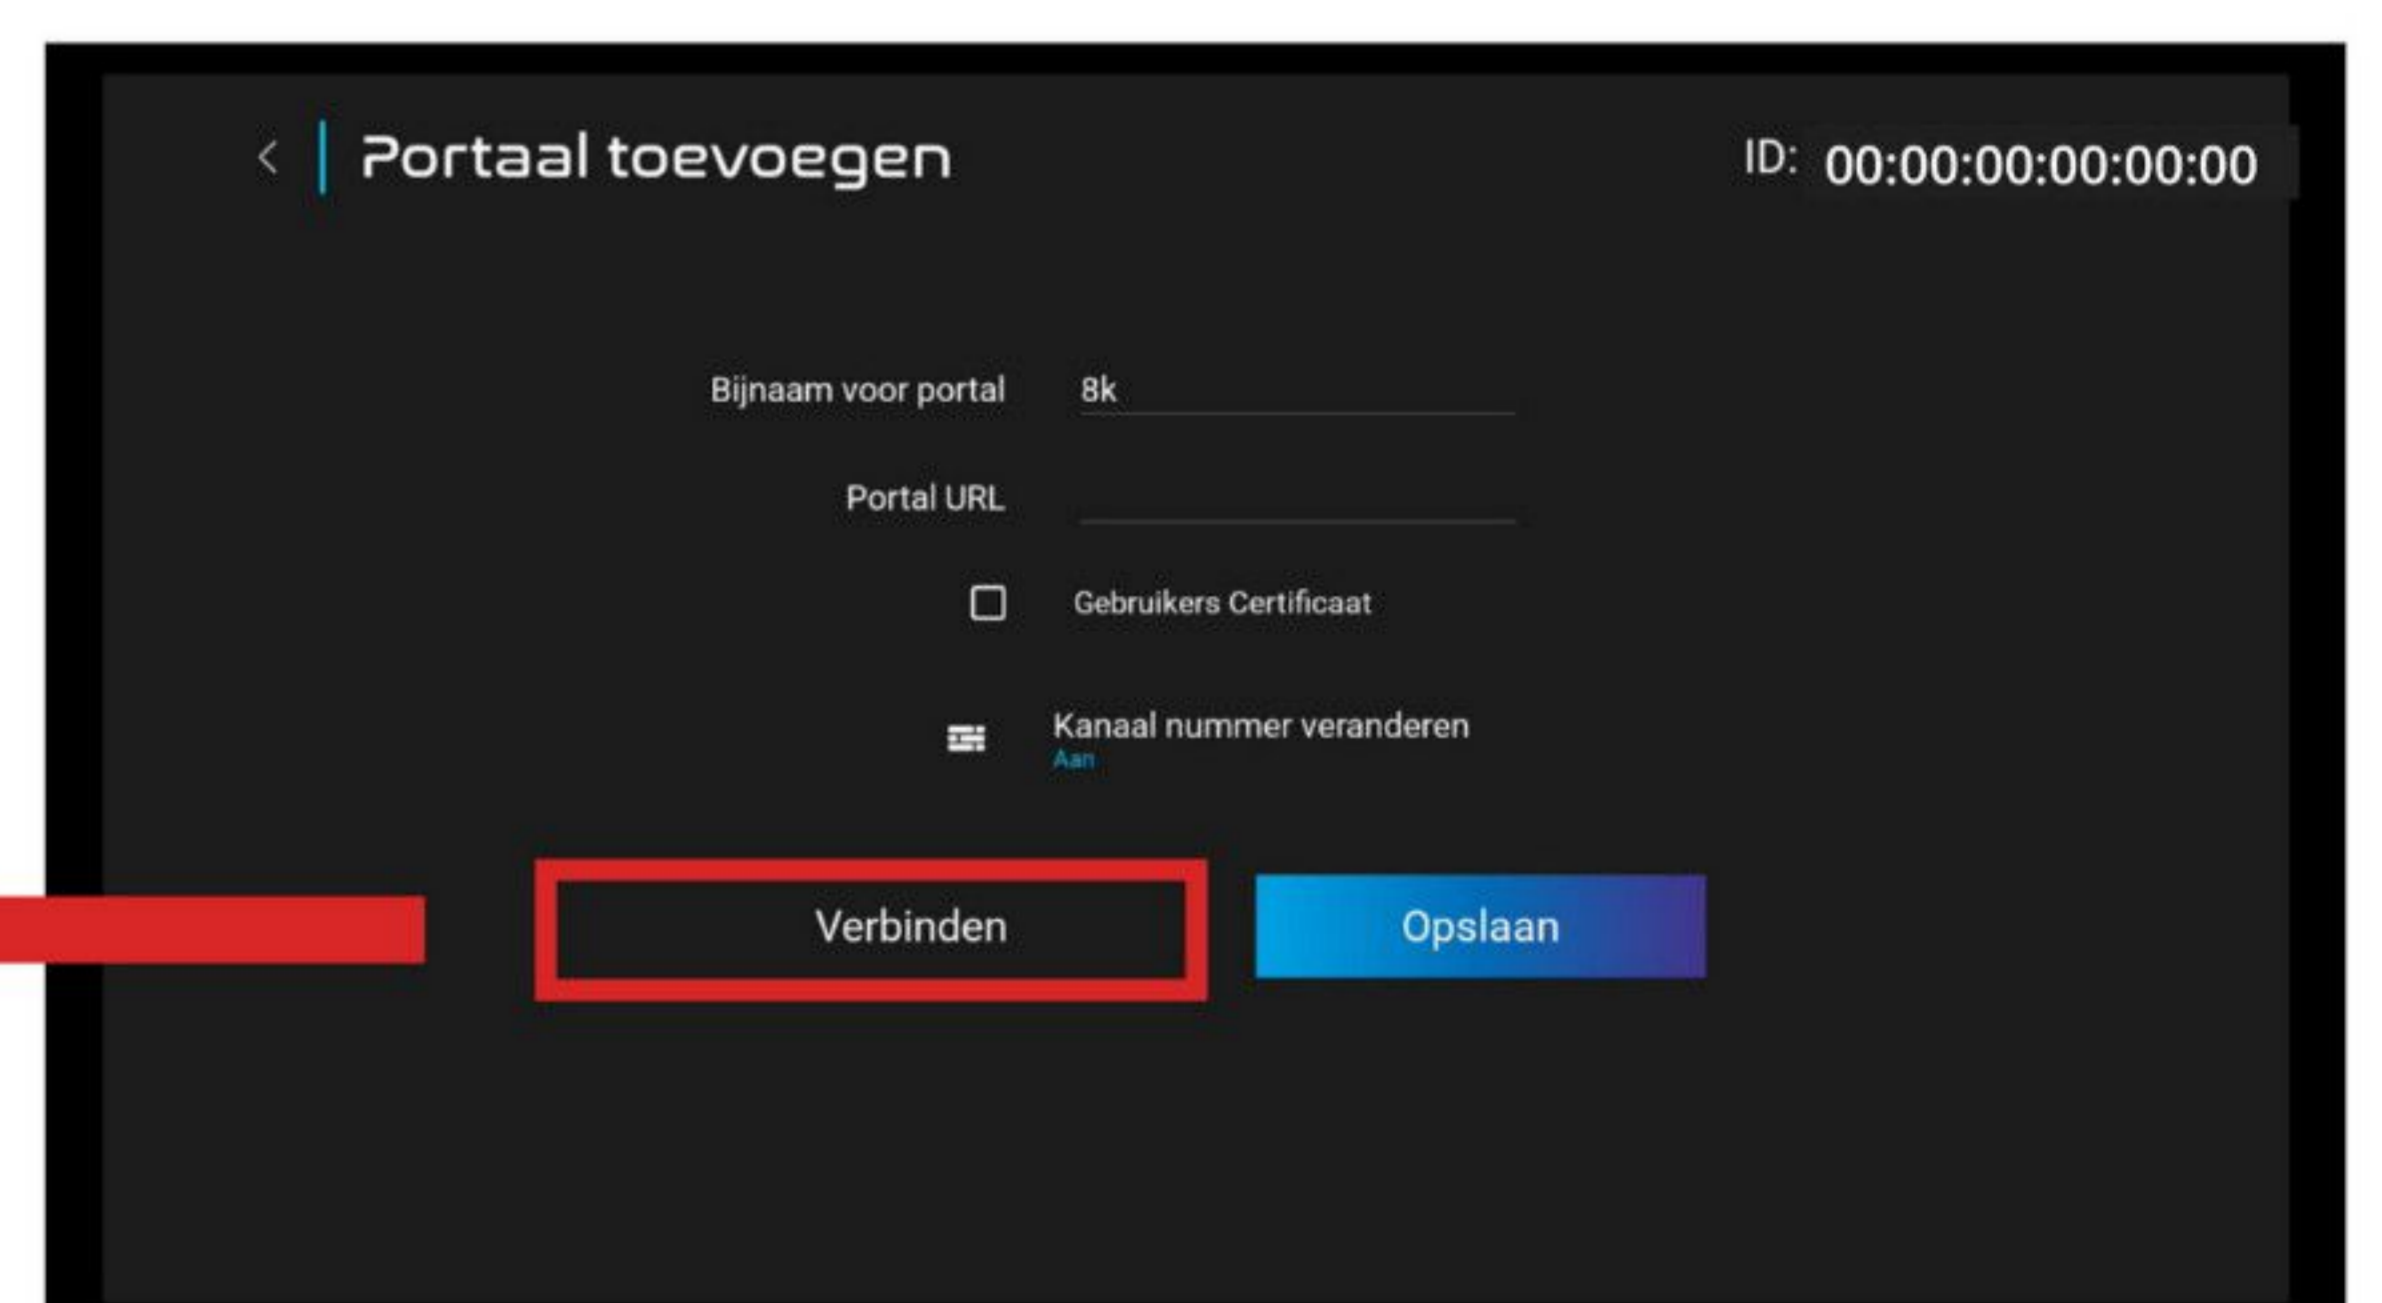 Portaal toevoegen
ID: 00:00:00:00:00:00
Bijnaam voor portal 8k
Portal URL
Gebruikers Certificaat
Kanaal nummer veranderen
Aan
Verbinden
Opslaan